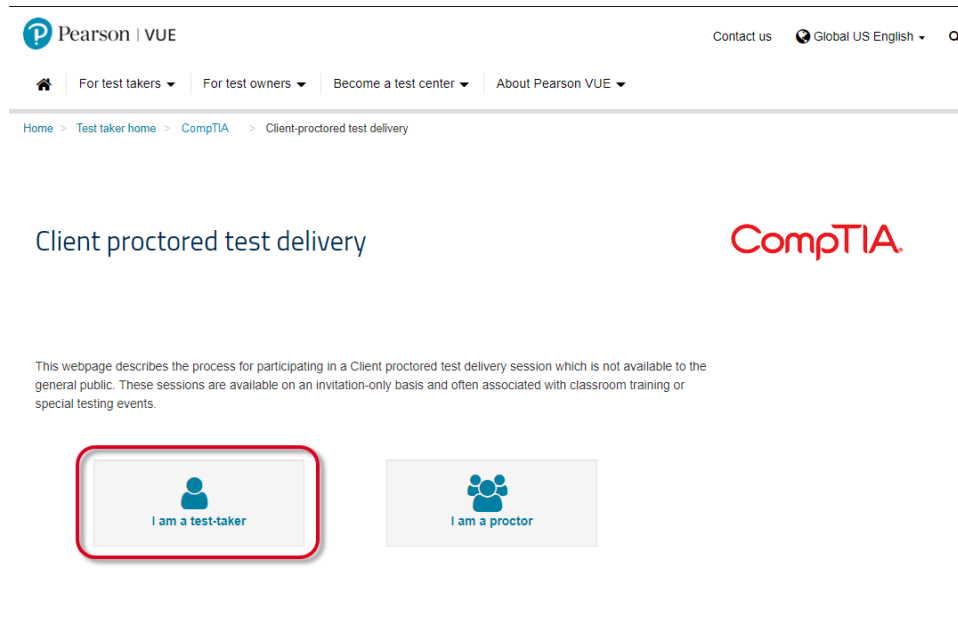 Pearson | VUE
Contact us Global US English
For test takers For test owners Become a test center About Pearson VUE
Home > Test taker home > CompTIA > Client-proctored test delivery
Client proctored test delivery
CompTIA.
This webpage describes the process for participating in a Client proctored test delivery session which is not available to the
general public. These sessions are available on an invitation-only basis and often associated with classroom training or
special testing events.
I am a test-taker
I am a proctor